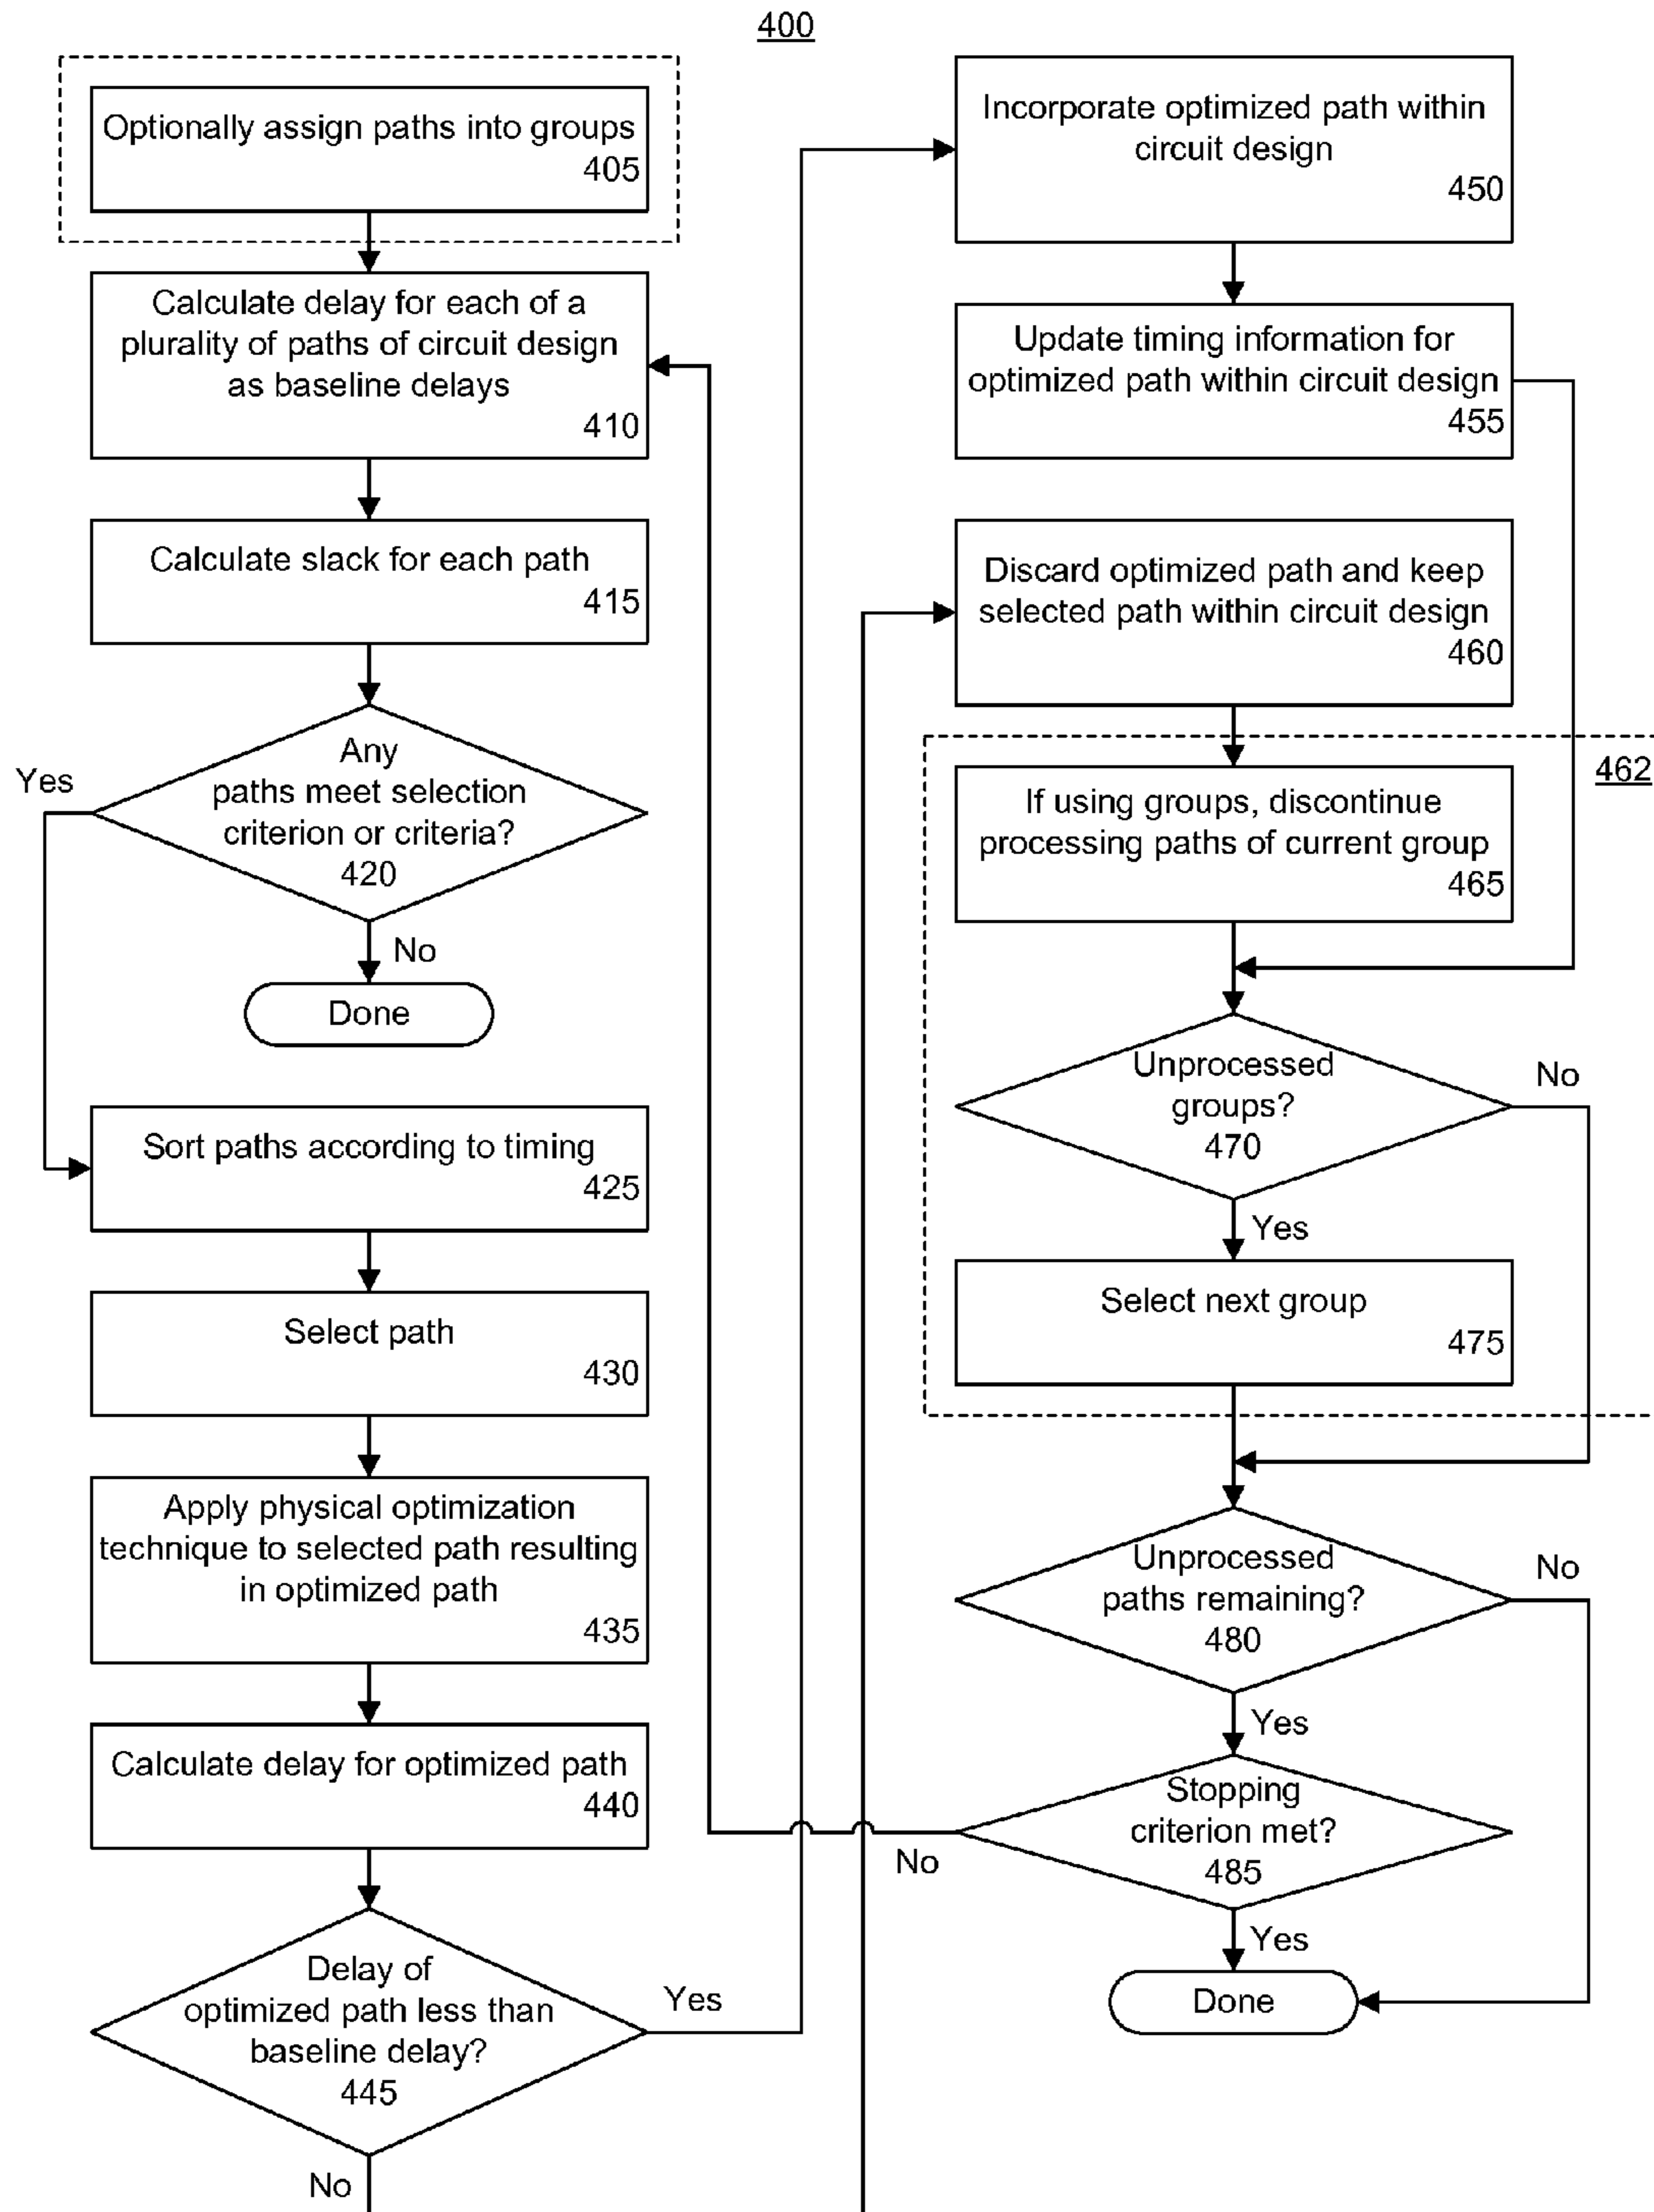 400
Optionally assign paths into groups
405
Calculate delay for each of a
plurality of paths of circuit design
as baseline delays
410
Calculate slack for each path
415
Any
paths meet selection
criterion or criteria?
420
Yes
No
Done
Sort paths according to timing
425
Select path
430
Apply physical optimization
technique to selected path resulting
in optimized path
435
Calculate delay for optimized path
440
Delay of
optimized path less than
baseline delay?
445
Yes
No
Incorporate optimized path within
circuit design
450
Update timing information for
optimized path within circuit design
455
Discard optimized path and keep
selected path within circuit design
460
462
If using groups, discontinue
processing paths of current group
465
Unprocessed
groups?
470
No
Yes
Select next group
475
Unprocessed
paths remaining?
480
No
Yes
Stopping
criterion met?
485
No
Yes
Done